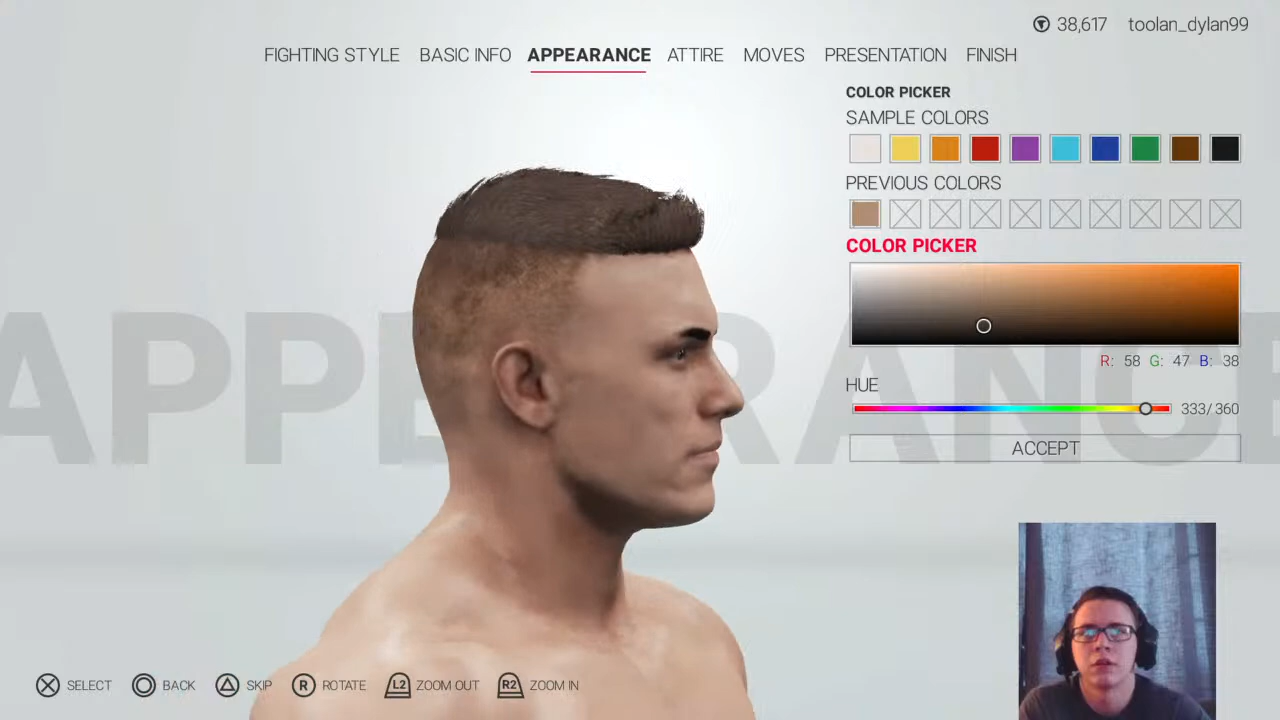 38,617 toolan_dylan99
FIGHTING STYLE BASIC INFO APPEARANCE ATTIRE MOVES PRESENTATION FINISH
COLOR PICKER
SAMPLE COLORS
PREVIOUS COLORS
COLOR PICKER
R: 58 G: 47 B: 38
HUE
333/360
ACCEPT
APPEARANCE
SELECT BACK SKIP R ROTATE L2 ZOOM OUT R2 ZOOM IN